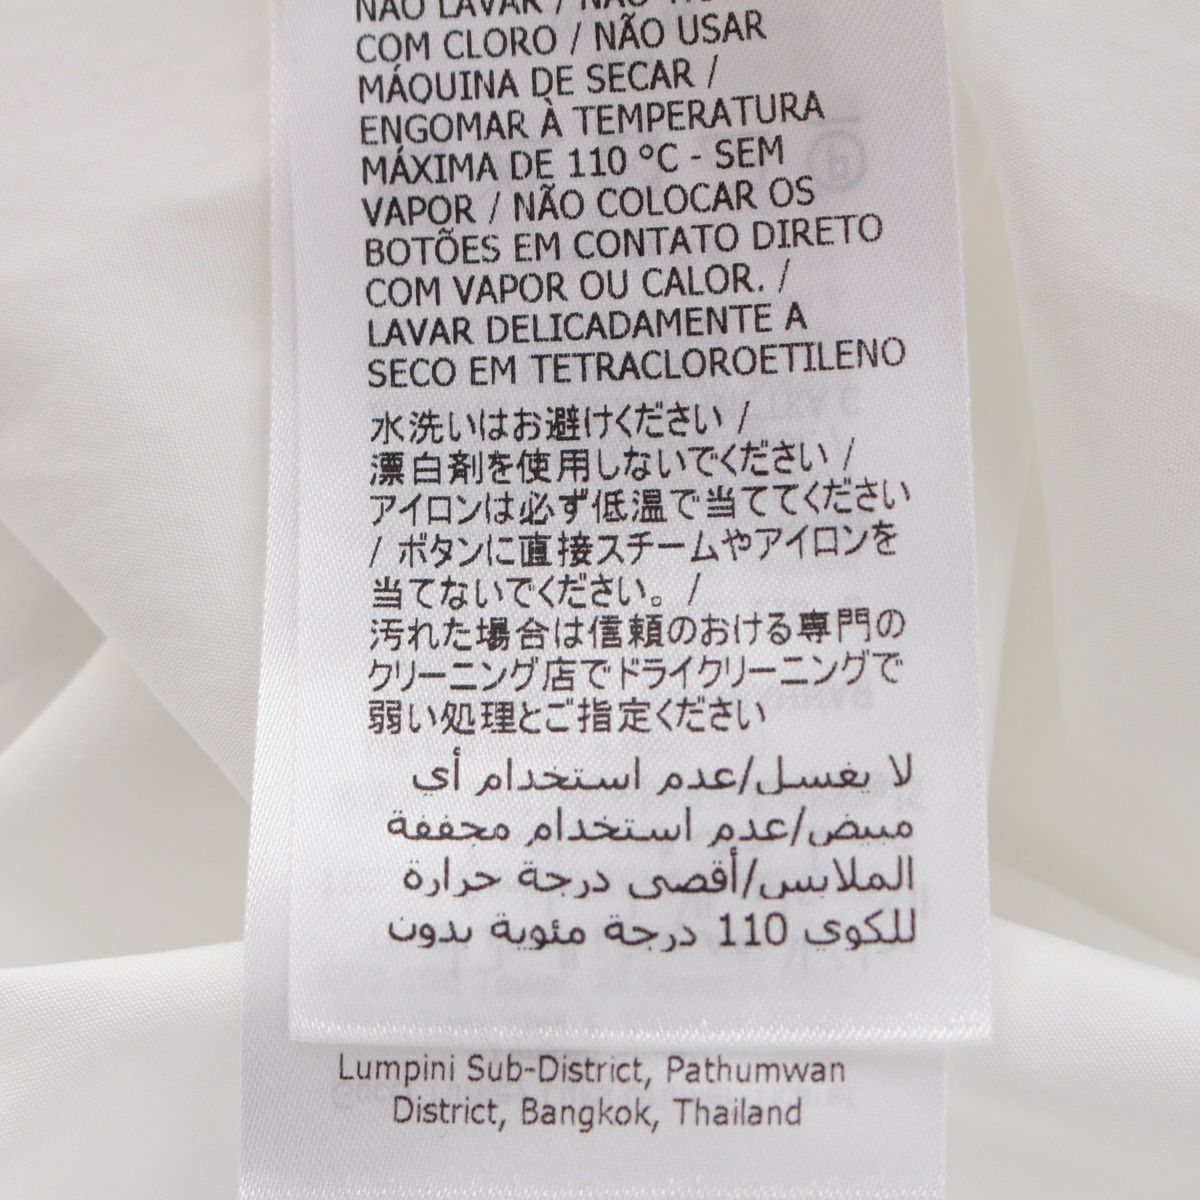 NÃO LAVAR / NÃO
COM CLORO / NÃO USAR
MÁQUINA DE SECAR /
ENGOMAR À TEMPERATURA
MÁXIMA DE 110 °C - SEM
VAPOR / NÃO COLOCAR OS
BOTÕES EM CONTATO DIRETO
COM VAPOR OU CALOR. /
LAVAR DELICADAMENTE A
SECO EM TETRACLOROETILENO
水洗いはお避けください /
漂白剤を使用しないでください /
アイロンは必ず低温で当ててください
/ ボタンに直接スチームやアイロンを
当てないでください。 /
汚れた場合は信頼のおける専門の
クリーニング店でドライクリーニングで
弱い処理とご指定ください
لا يغسل/عدم استخدام أي
مبيض/عدم استخدام مجففة
الملابس/أقصى درجة حرارة
للكوي 110 درجة مئوية بدون
Lumpini Sub-District, Pathumwan
District, Bangkok, Thailand